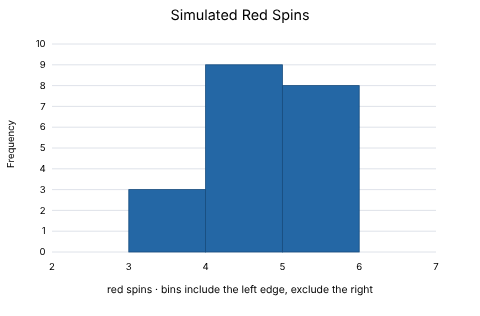 Simulated Red Spins
Frequency
10
9
8
7
6
5
4
3
2
1
0
2 3 4 5 6 7
red spins · bins include the left edge, exclude the right